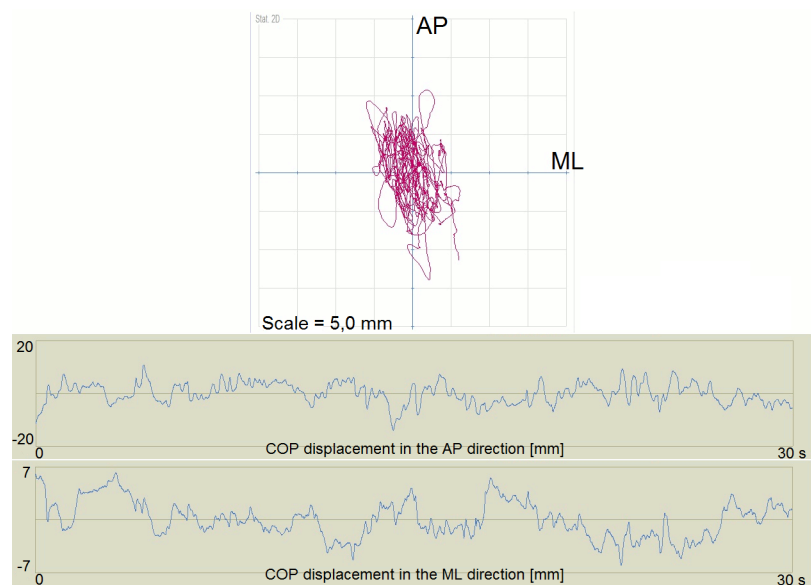 Stat. 2D
AP
ML
Scale = 5,0 mm
20
-20
0
COP displacement in the AP direction [mm]
30 s
7
-7
0
COP displacement in the ML direction [mm]
30 s